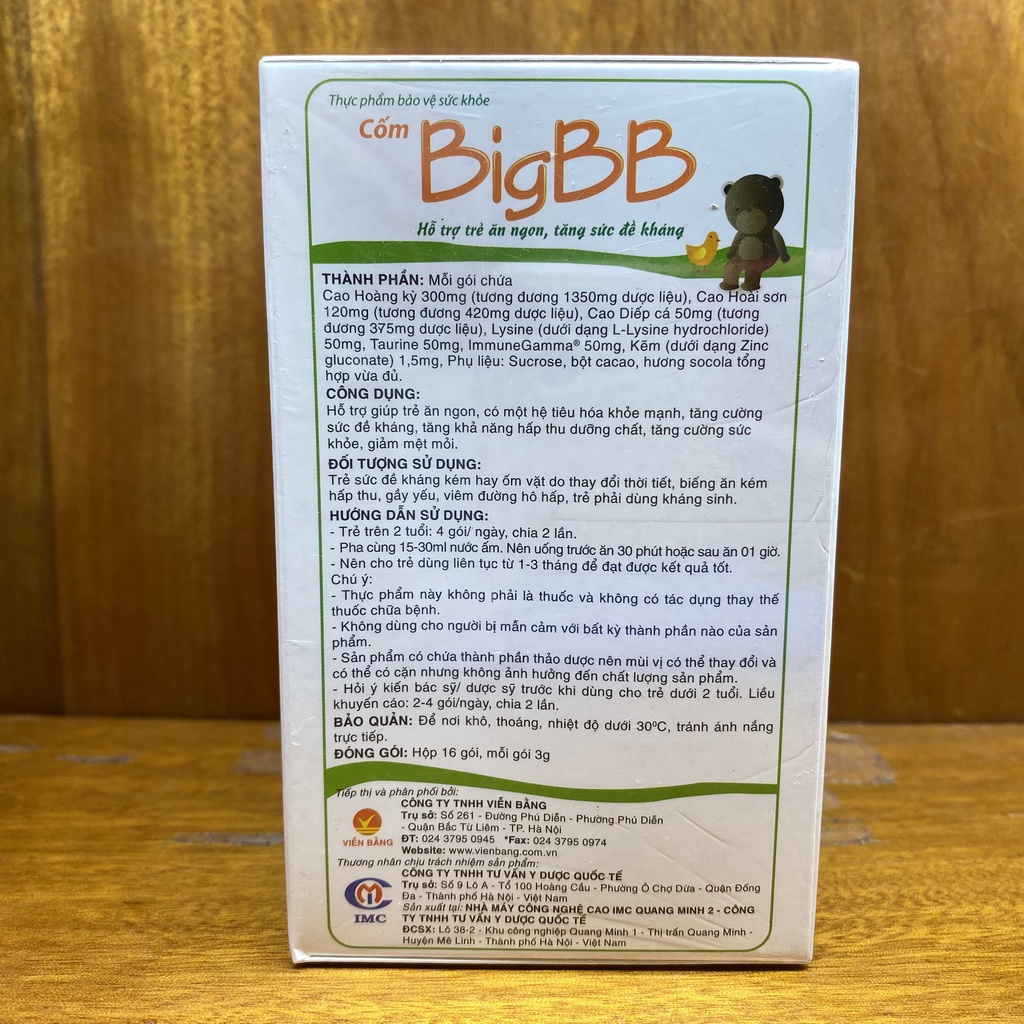 Thực phẩm bảo vệ sức khỏe
Cốm BigBB
Hỗ trợ trẻ ăn ngon, tăng sức đề kháng
THÀNH PHẦN: Mỗi gói chứa
Cao Hoàng kỳ 300mg (tương đương 1350mg dược liệu), Cao Hoài sơn
120mg (tương đương 420mg dược liệu), Cao Diếp cá 50mg (tương
đương 375mg dược liệu), Lysine (dưới dạng L-Lysine hydrochloride)
50mg, Taurine 50mg, ImmuneGamma® 50mg, Kẽm (dưới dạng Zinc
gluconate) 1,5mg, Phụ liệu: Sucrose, bột cacao, hương socola tổng
hợp vừa đủ.
CÔNG DỤNG:
Hỗ trợ giúp trẻ ăn ngon, có một hệ tiêu hóa khỏe mạnh, tăng cường
sức đề kháng, tăng khả năng hấp thu dưỡng chất, tăng cường sức
khỏe, giảm mệt mỏi.
ĐỐI TƯỢNG SỬ DỤNG:
Trẻ sức đề kháng kém hay ốm vặt do thay đổi thời tiết, biếng ăn kém
hấp thu, gầy yếu, viêm đường hô hấp, trẻ phải dùng kháng sinh.
HƯỚNG DẪN SỬ DỤNG:
- Trẻ trên 2 tuổi: 4 gói/ ngày, chia 2 lần.
- Pha cùng 15-30ml nước ấm. Nên uống trước ăn 30 phút hoặc sau ăn 01 giờ.
- Nên cho trẻ dùng liên tục từ 1-3 tháng để đạt được kết quả tốt.
Chú ý:
- Thực phẩm này không phải là thuốc và không có tác dụng thay thế
thuốc chữa bệnh.
- Không dùng cho người bị mẫn cảm với bất kỳ thành phần nào của sản
phẩm.
- Sản phẩm có chứa thành phần thảo dược nên mùi vị có thể thay đổi và
có thể có cặn nhưng không ảnh hưởng đến chất lượng sản phẩm.
- Hỏi ý kiến bác sỹ/ dược sỹ trước khi dùng cho trẻ dưới 2 tuổi. Liều
khuyến cáo: 2-4 gói/ngày, chia 2 lần.
BẢO QUẢN: Để nơi khô, thoáng, nhiệt độ dưới 30ºC, tránh ánh nắng
trực tiếp.
ĐÓNG GÓI: Hộp 16 gói, mỗi gói 3g
Tiếp thị và phân phối bởi:
CÔNG TY TNHH VIỄN BẰNG
Trụ sở: Số 261 - Đường Phú Diễn - Phường Phú Diễn
- Quận Bắc Từ Liêm - TP. Hà Nội
VIỄN BẰNG
ĐT: 024 3795 0945 *Fax: 024 3795 0974
Website: www.vienbang.com.vn
Thương nhân chịu trách nhiệm sản phẩm:
CÔNG TY TNHH TƯ VẤN Y DƯỢC QUỐC TẾ
Trụ sở: Số 9 Lô A - Tổ 100 Hoàng Cầu - Phường Ô Chợ Dừa - Quận Đống
Đa - Thành phố Hà Nội - Việt Nam
IMC
Sản xuất tại: NHÀ MÁY CÔNG NGHỆ CAO IMC QUANG MINH 2 - CÔNG
TY TNHH TƯ VẤN Y DƯỢC QUỐC TẾ
ĐCSX: Lô 38-2 - Khu công nghiệp Quang Minh 1 - Thị trấn Quang Minh -
Huyện Mê Linh - Thành phố Hà Nội - Việt Nam